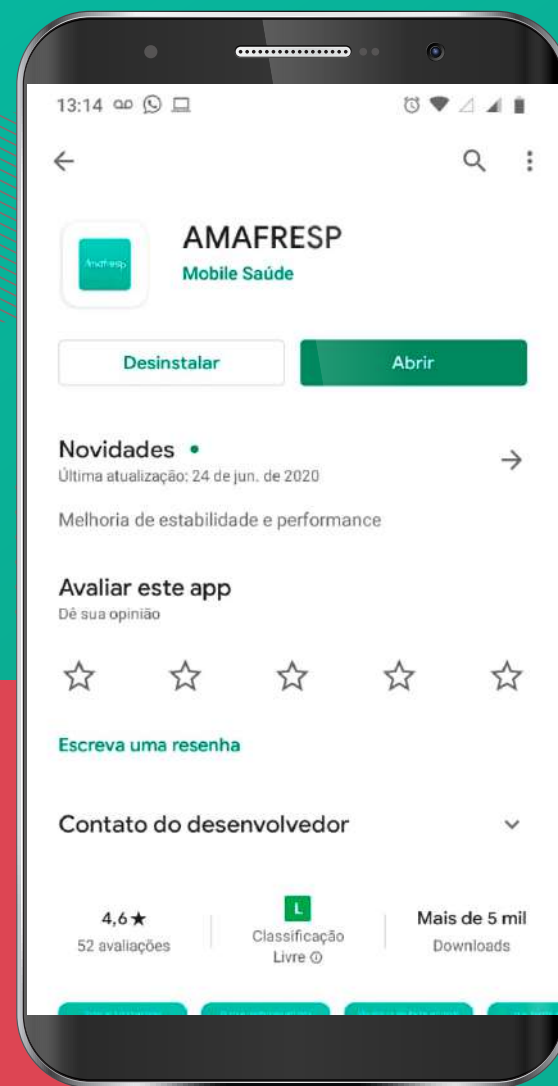 13:14
AMAFRESP
Amafresp
Mobile Saúde
Desinstalar
Abrir
Novidades •
Última atualização: 24 de jun. de 2020
Melhoria de estabilidade e performance
Avaliar este app
Dê sua opinião
Escreva uma resenha
Contato do desenvolvedor
4,6★
52 avaliações
L
Classificação
Livre
Mais de 5 mil
Downloads